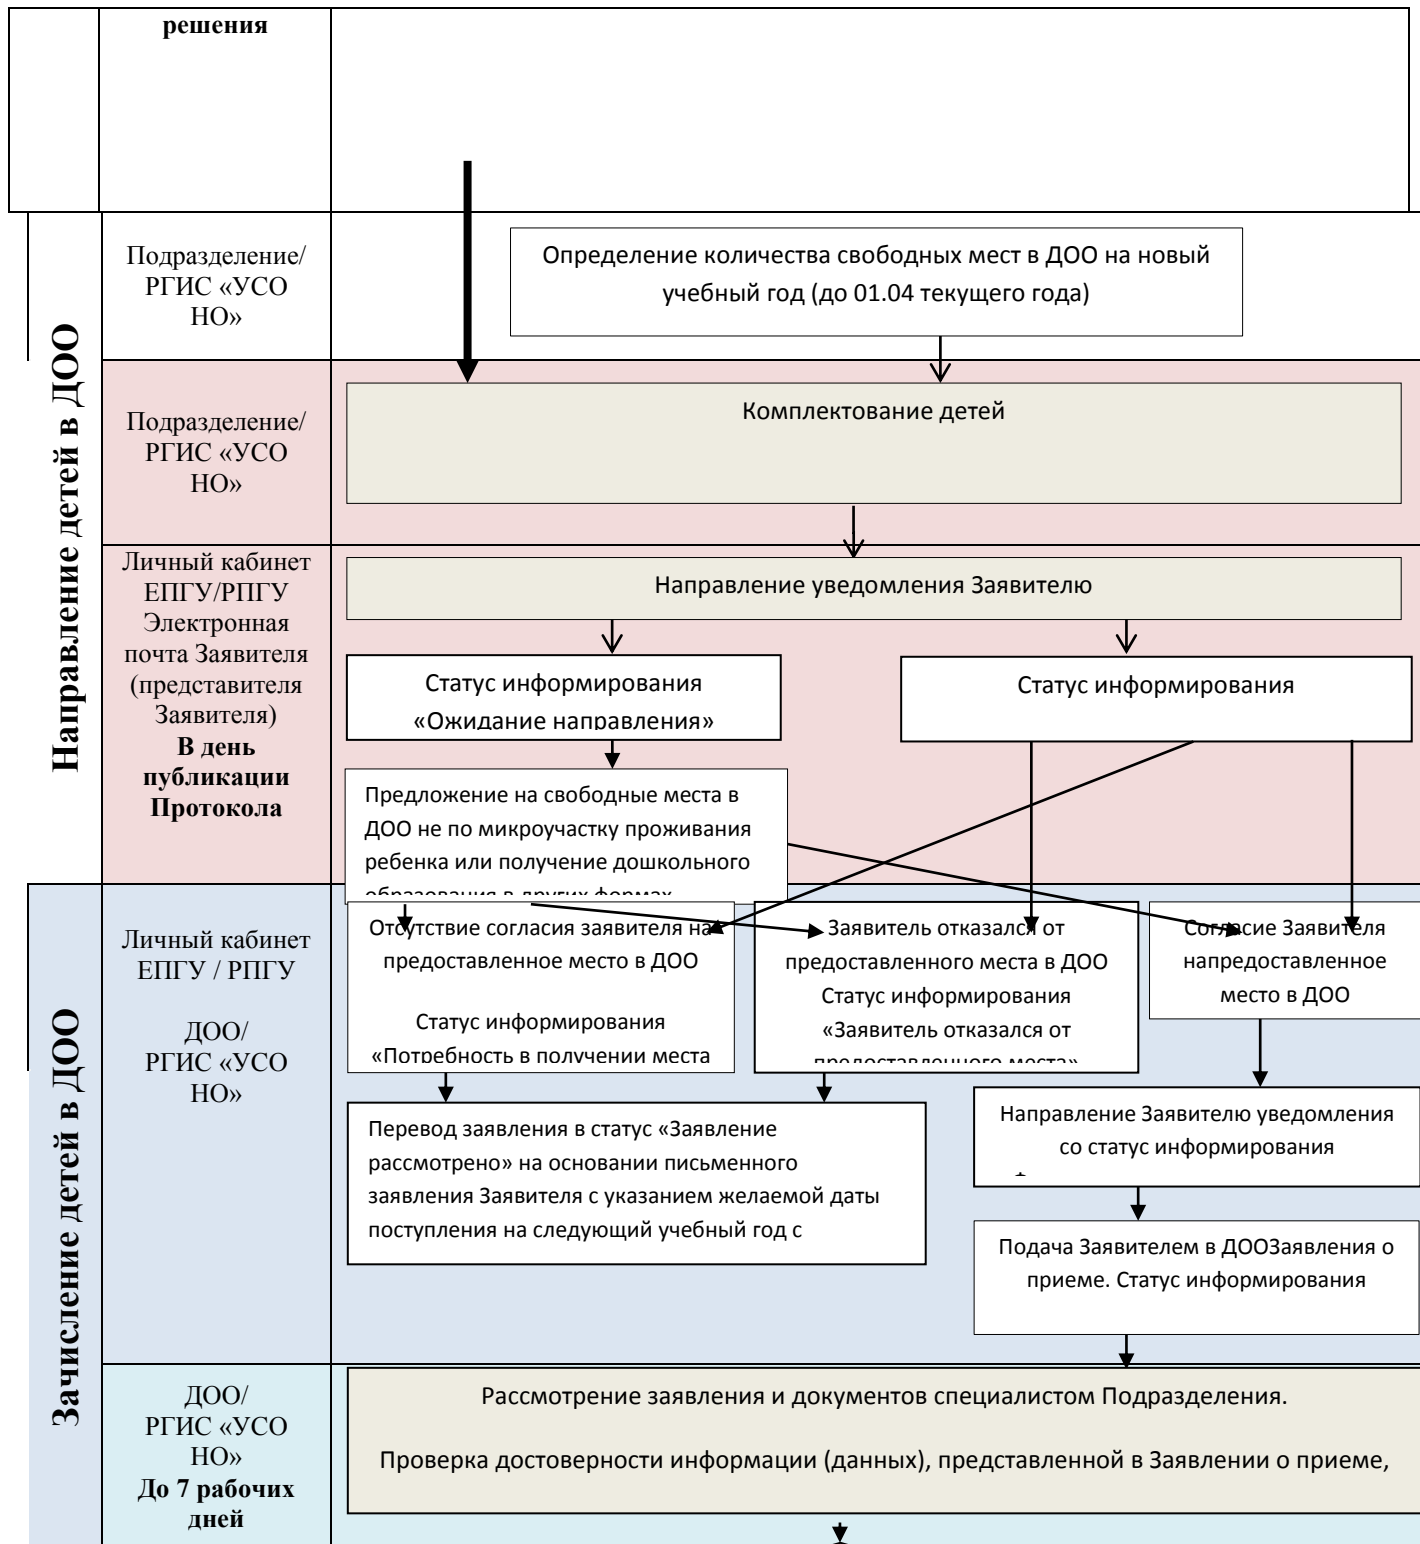 решения
Направление детей в ДОО
Подразделение/
РГИС «УСО
НО»
Определение количества свободных мест в ДОО на новый
учебный год (до 01.04 текущего года)
Подразделение/
РГИС «УСО
НО»
Комплектование детей
Личный кабинет
ЕПГУ/РПГУ
Электронная
почта Заявителя
(представителя
Заявителя)
В день
публикации
Протокола
Направление уведомления Заявителю
Статус информирования
«Ожидание направления»
Статус информирования
Предложение на свободные места в
ДОО не по микроучастку проживания
ребенка или получение дошкольного
образования в других формах
Зачисление детей в ДОО
Личный кабинет
ЕПГУ / РПГУ
ДОО/
РГИС «УСО
НО»
Отсутствие согласия заявителя на
предоставленное место в ДОО
Статус информирования
«Потребность в получении места
Заявитель отказался от
предоставленного места в ДОО
Статус информирования
«Заявитель отказался от
предоставленного места»
Согласие Заявителя
напредоставленное
место в ДОО
Перевод заявления в статус «Заявление
рассмотрено» на основании письменного
заявления Заявителя с указанием желаемой даты
поступления на следующий учебный год с
Направление Заявителю уведомления
со статус информирования
Подача Заявителем в ДООЗаявления о
приеме. Статус информирования
ДОО/
РГИС «УСО
НО»
До 7 рабочих
дней
Рассмотрение заявления и документов специалистом Подразделения.
Проверка достоверности информации (данных), представленной в Заявлении о приеме,